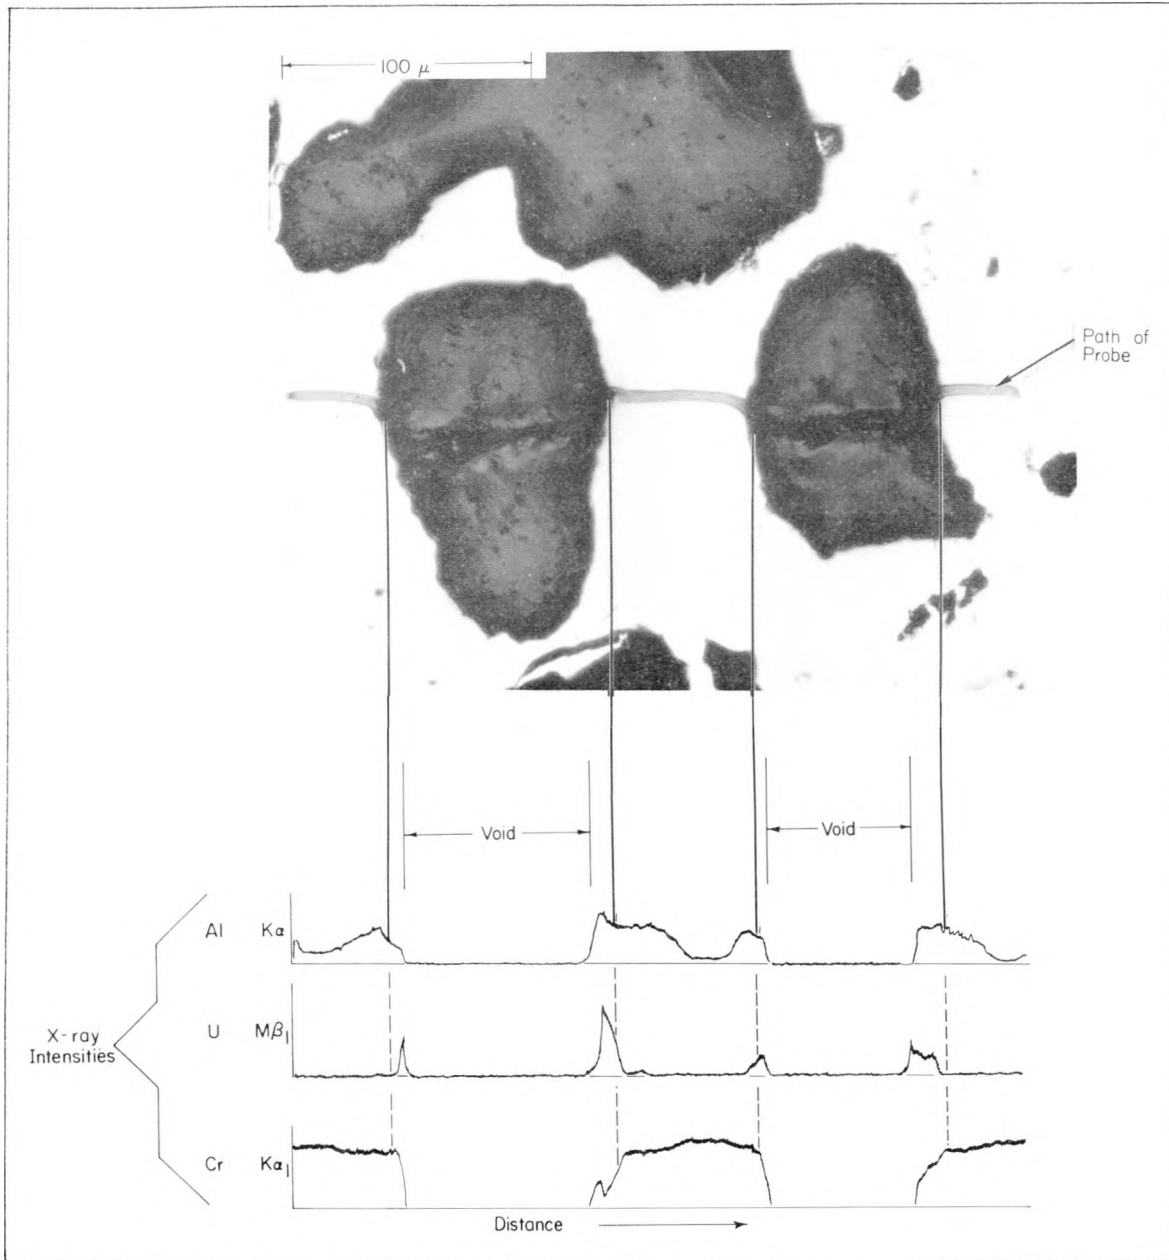 100 μ
Path of
Probe
Void
Void
Al Kα
U Mβ₁
X-ray
Intensities
Cr Kα₁
Distance